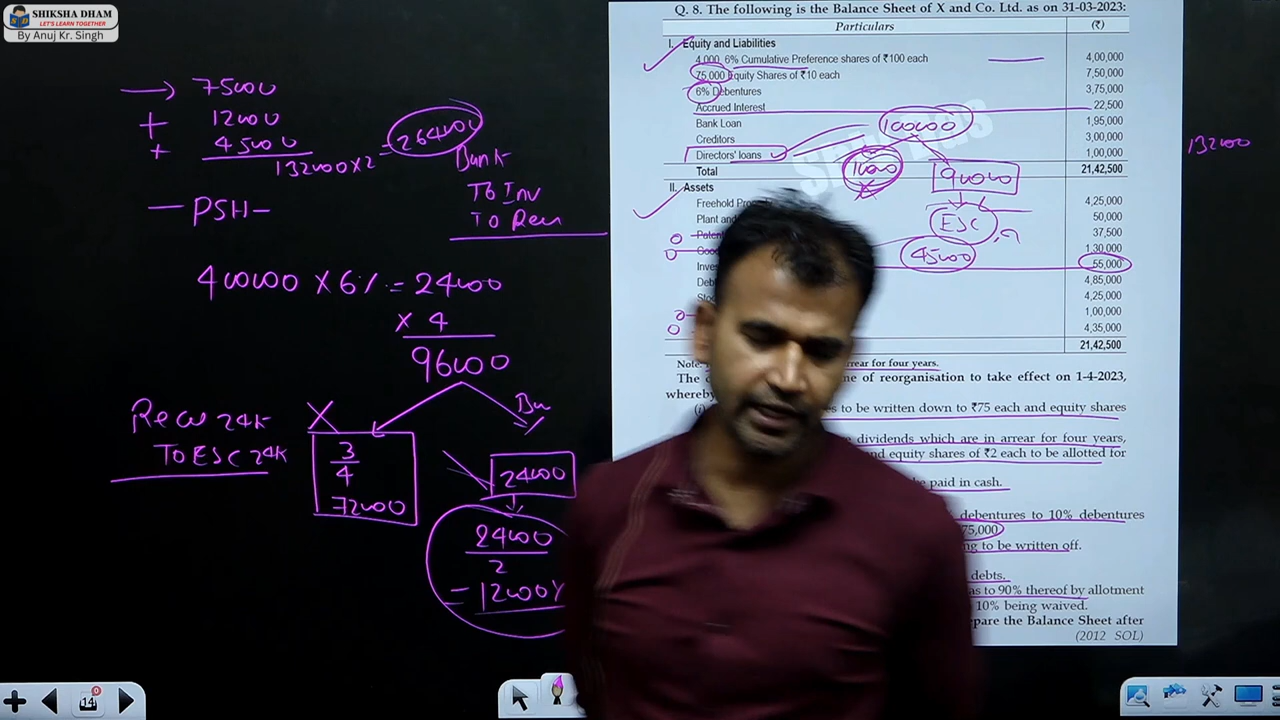 SHIKSHA DHAM
LET'S LEARN TOGETHER
By Anuj Kr. Singh
→ 75000
+ 12000
+ 45000
132000 x 2 = 264000
- PSH -
Bank
To Inv
To Rec
400000 x 6% = 24000
x 4
96000
X
3
4
72000
24000
24000
2
- 12000
24K
To ESC 24K
Q. 8. The following is the Balance Sheet of X and Co. Ltd. as on 31-03-2023:
Particulars (₹)
I. Equity and Liabilities
4,000, 6% Cumulative Preference shares of ₹100 each 4,00,000
75,000 Equity Shares of ₹10 each 7,50,000
6% Debentures 3,75,000
Accrued Interest 22,500
Bank Loan 1,95,000
Creditors 3,00,000
Directors' loans 1,00,000
Total 21,42,500
100000
10000
90000
ESC
45000
132000
II. Assets
Freehold 4,25,000
Plant and 50,000
37,500
1,30,000
55,000
4,85,000
4,25,000
1,00,000
4,35,000
21,42,500
Note: rrear for four years.
The me of reorganisation to take effect on 1-4-2023,
whereby
(i) es to be written down to ₹75 each and equity shares
dividends which are in arrear for four years,
and equity shares of ₹2 each to be allotted for
be paid in cash.
debentures to 10% debentures
75,000
ng to be written off.
debts.
as to 90% thereof by allotment
10% being waived.
pare the Balance Sheet after
(2012 SOL)
14
0